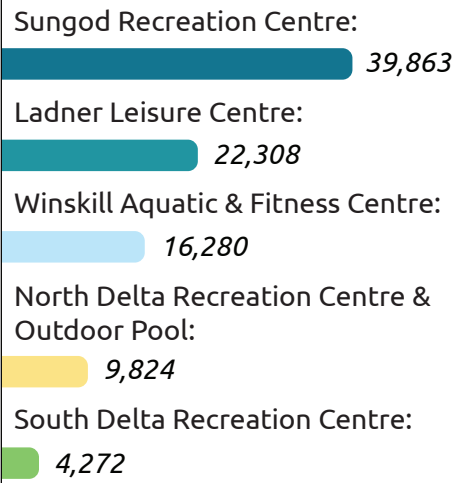 Sungod Recreation Centre:
39,863
Ladner Leisure Centre:
22,308
Winskill Aquatic & Fitness Centre:
16,280
North Delta Recreation Centre &
Outdoor Pool:
9,824
South Delta Recreation Centre:
4,272